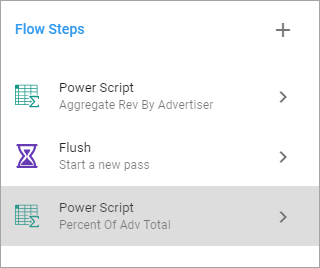 Flow Steps
Power Script
Aggregate Rev By Advertiser
Flush
Start a new pass
Power Script
Percent Of Adv Total